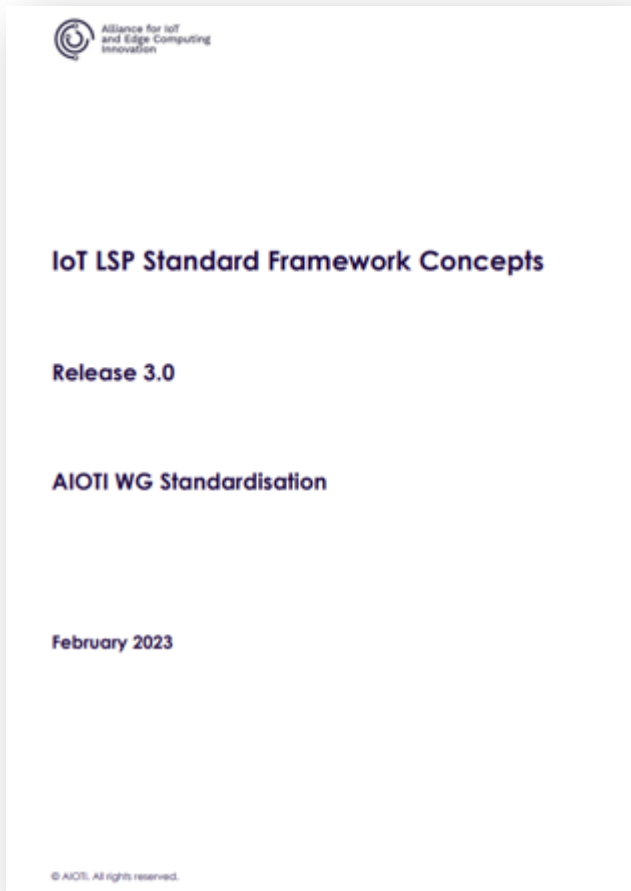 Alliance for IoT
and Edge Computing
Innovation
IoT LSP Standard Framework Concepts
Release 3.0
AIOTI WG Standardisation
February 2023
© AIOTI. All rights reserved.